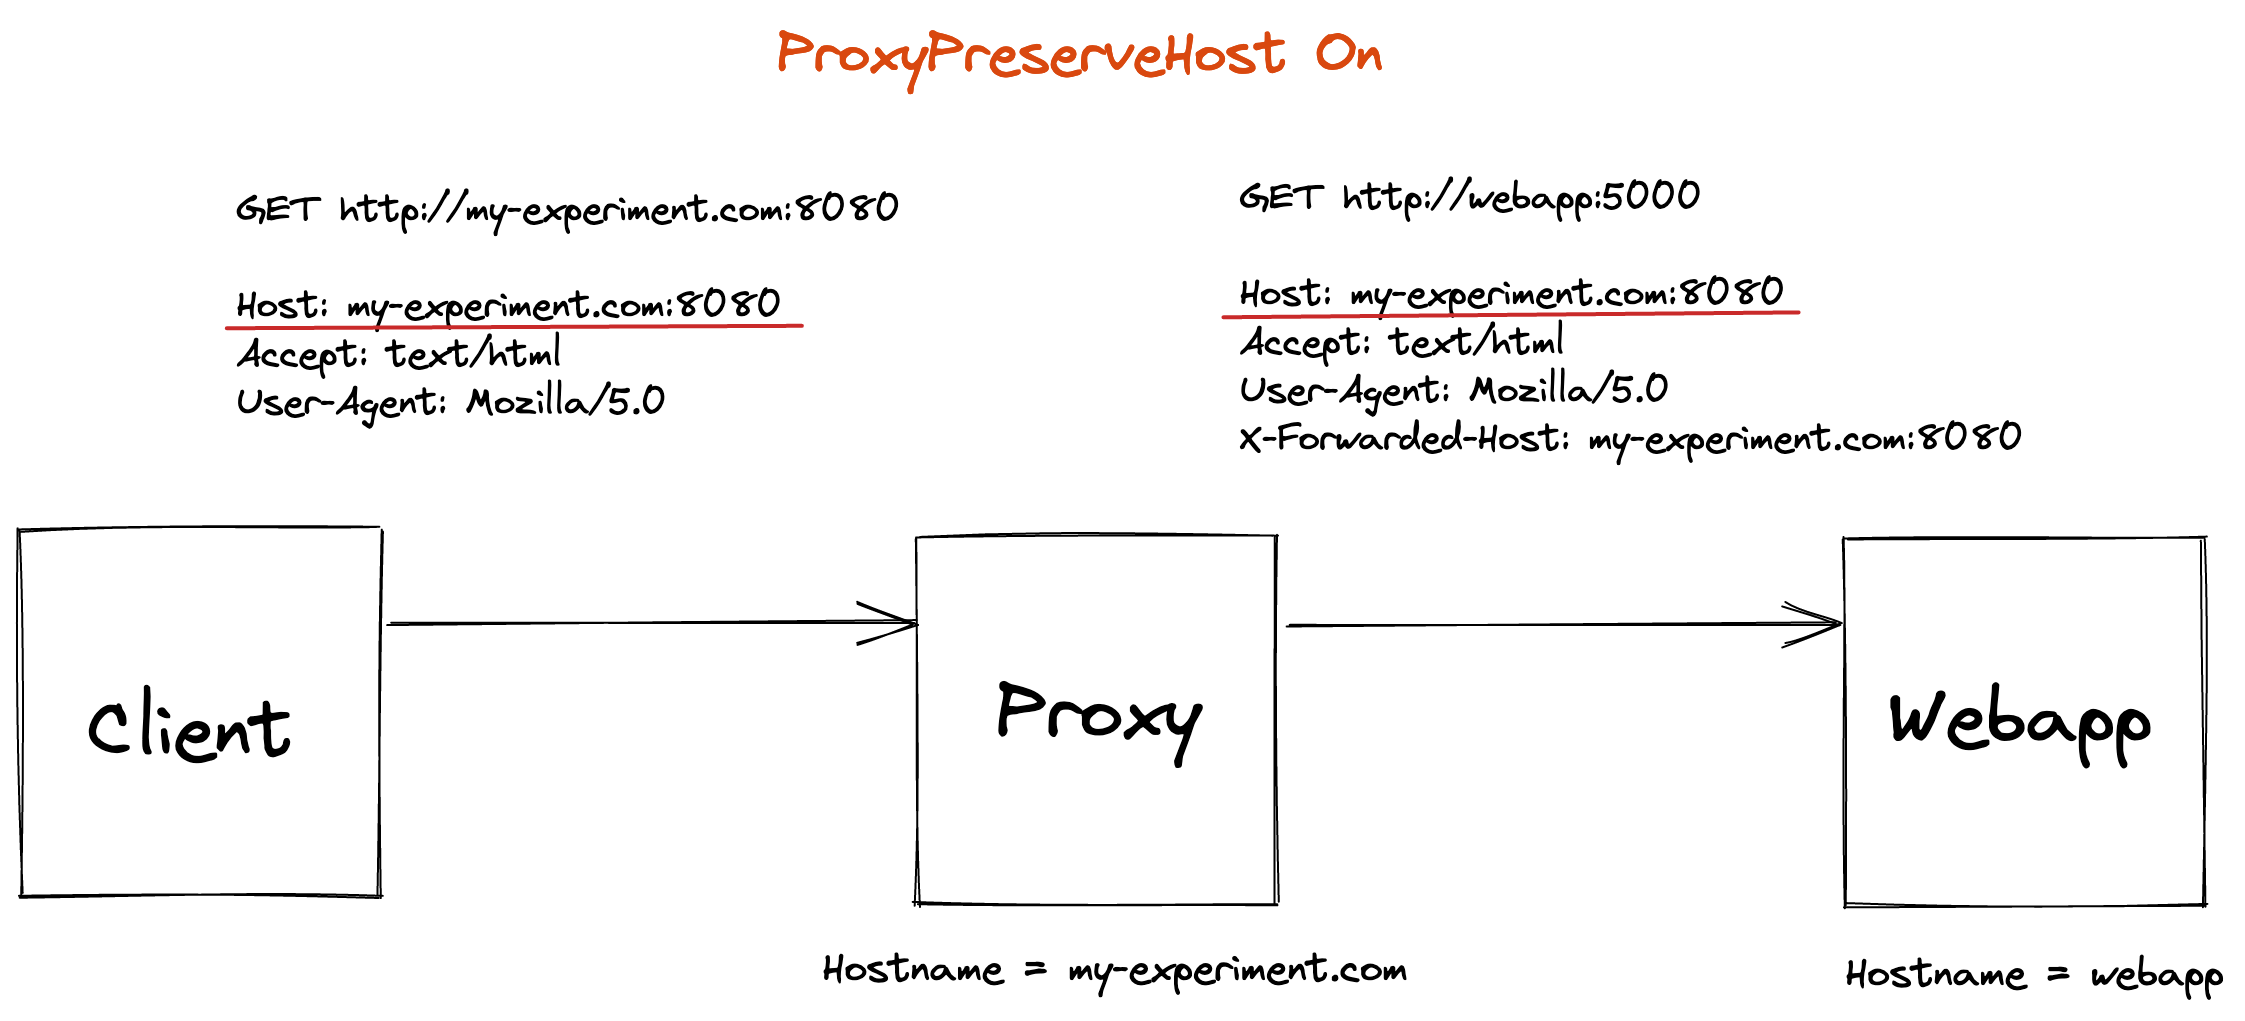 ProxyPreserveHost On
GET http://my-experiment.com:8080
Host: my-experiment.com:8080
Accept: text/html
User-Agent: Mozilla/5.0
GET http://webapp:5000
Host: my-experiment.com:8080
Accept: text/html
User-Agent: Mozilla/5.0
X-Forwarded-Host: my-experiment.com:8080
Client
Proxy
Webapp
Hostname = my-experiment.com
Hostname = webapp